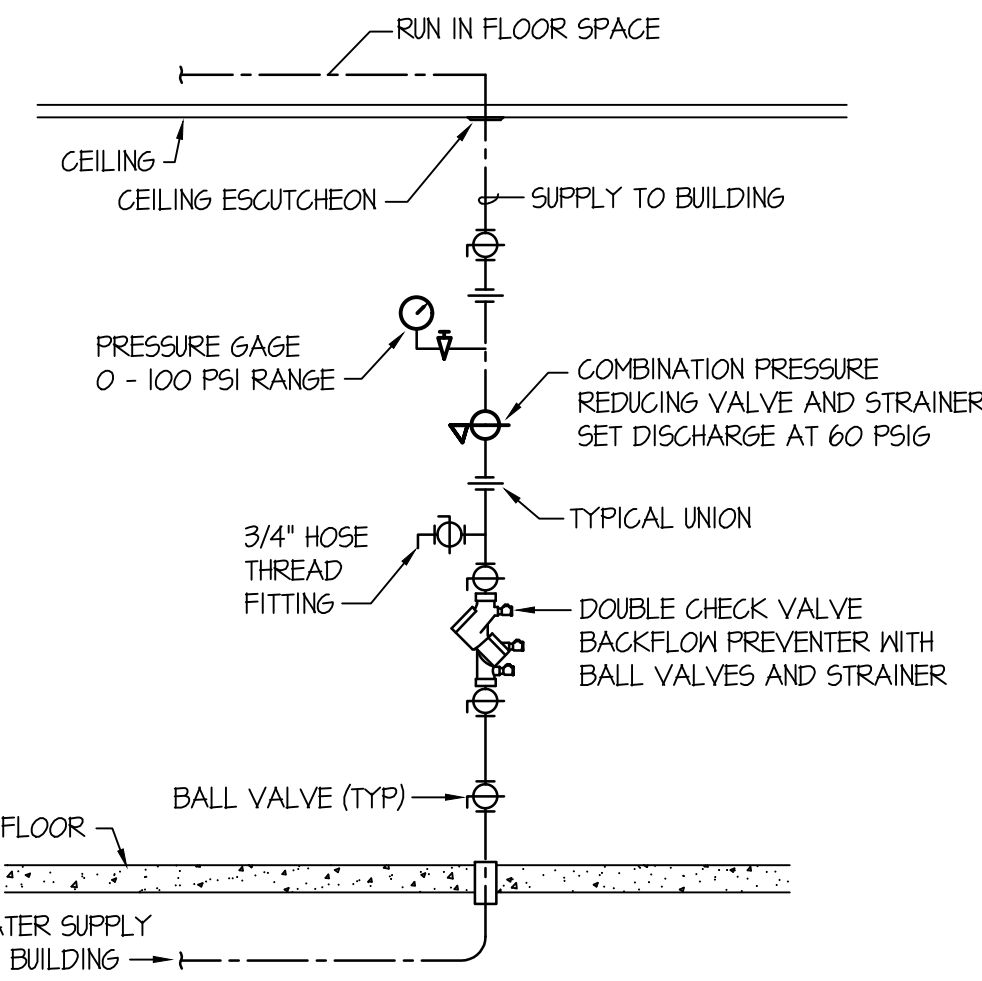 RUN IN FLOOR SPACE
CEILING
CEILING ESCUTCHEON
SUPPLY TO BUILDING
PRESSURE GAGE
0 - 100 PSI RANGE
COMBINATION PRESSURE
REDUCING VALVE AND STRAINER
SET DISCHARGE AT 60 PSIG
TYPICAL UNION
3/4" HOSE
THREAD
FITTING
DOUBLE CHECK VALVE
BACKFLOW PREVENTER WITH
BALL VALVES AND STRAINER
BALL VALVE (TYP)
FLOOR
SUPPLY
BUILDING